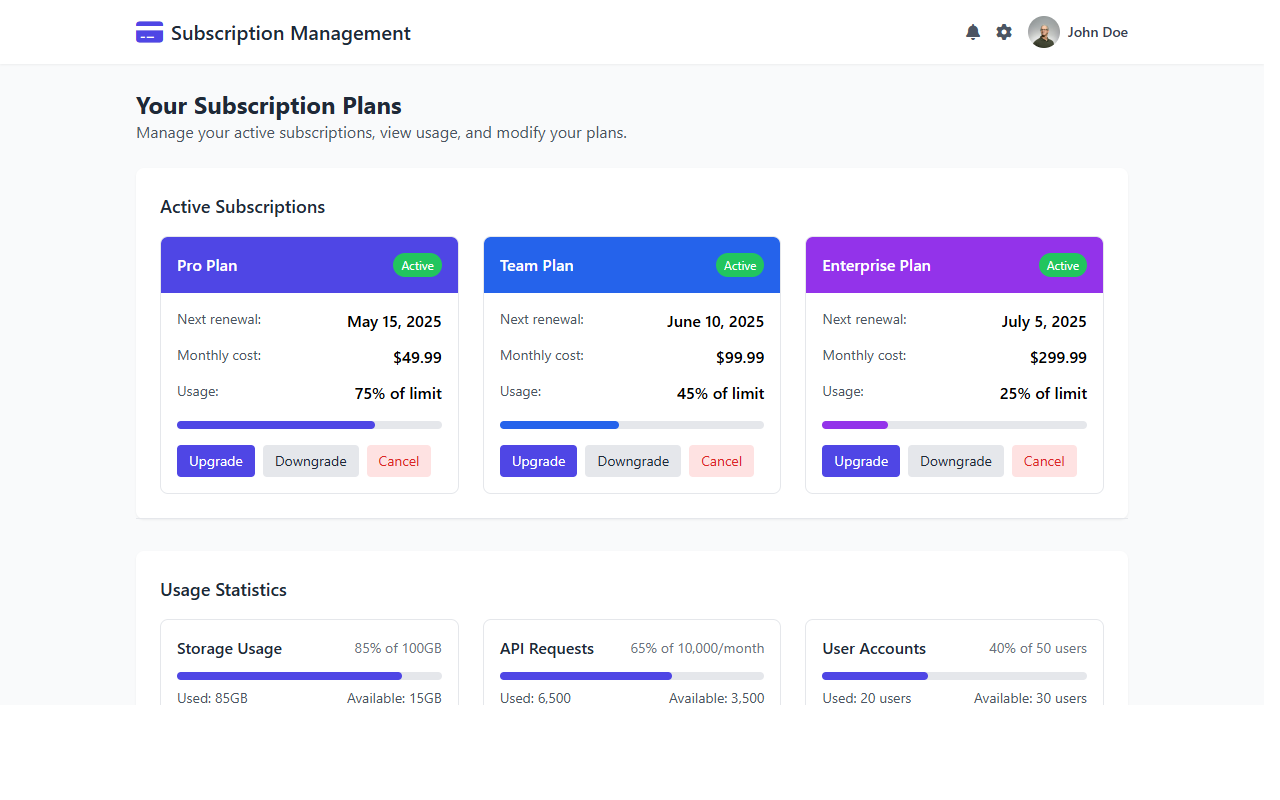 Subscription Management
John Doe
Your Subscription Plans
Manage your active subscriptions, view usage, and modify your plans.
Active Subscriptions
Pro Plan Active
Next renewal: May 15, 2025
Monthly cost: $49.99
Usage: 75% of limit
Upgrade Downgrade Cancel
Team Plan Active
Next renewal: June 10, 2025
Monthly cost: $99.99
Usage: 45% of limit
Upgrade Downgrade Cancel
Enterprise Plan Active
Next renewal: July 5, 2025
Monthly cost: $299.99
Usage: 25% of limit
Upgrade Downgrade Cancel
Usage Statistics
Storage Usage 85% of 100GB
Used: 85GB Available: 15GB
API Requests 65% of 10,000/month
Used: 6,500 Available: 3,500
User Accounts 40% of 50 users
Used: 20 users Available: 30 users